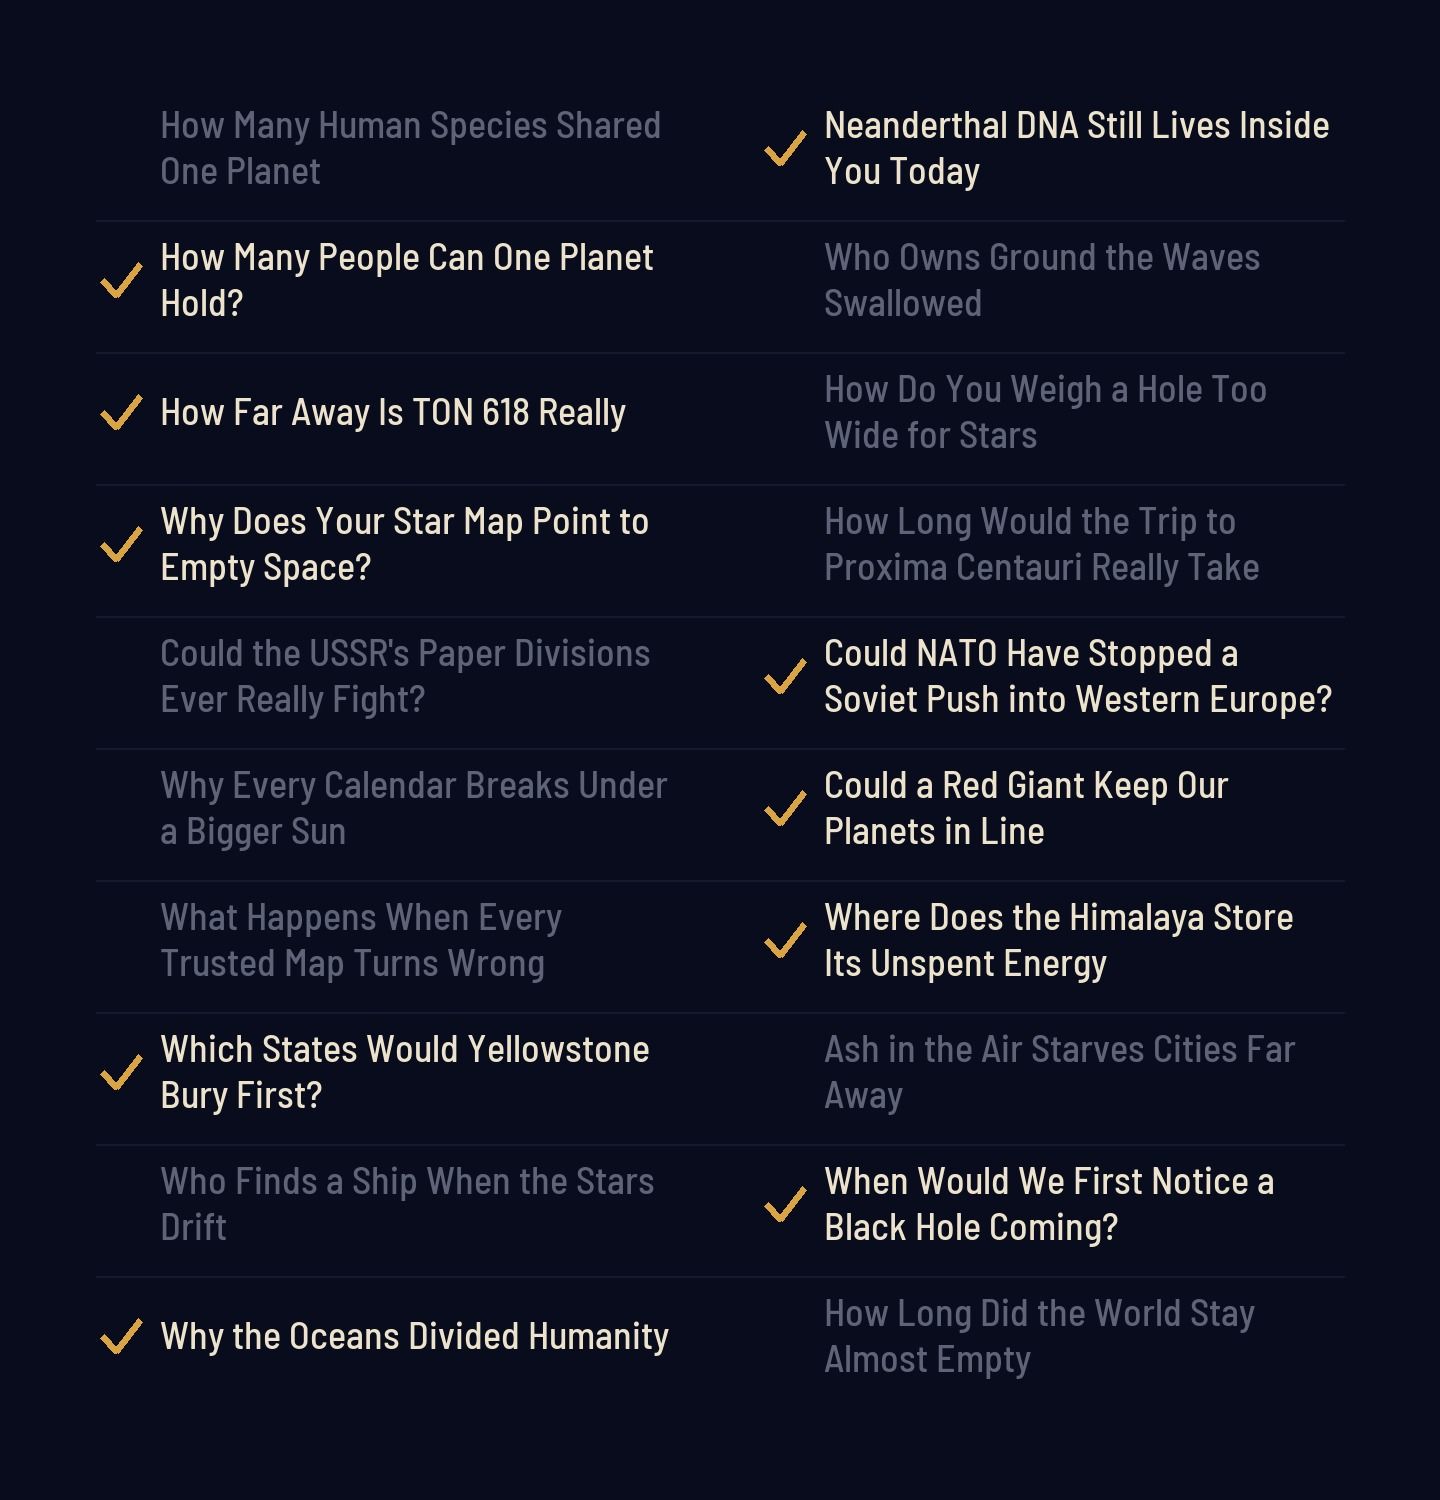 How Many Human Species Shared
One Planet
Neanderthal DNA Still Lives Inside
You Today
How Many People Can One Planet
Hold?
Who Owns Ground the Waves
Swallowed
How Far Away Is TON 618 Really
How Do You Weigh a Hole Too
Wide for Stars
Why Does Your Star Map Point to
Empty Space?
How Long Would the Trip to
Proxima Centauri Really Take
Could the USSR's Paper Divisions
Ever Really Fight?
Could NATO Have Stopped a
Soviet Push into Western Europe?
Why Every Calendar Breaks Under
a Bigger Sun
Could a Red Giant Keep Our
Planets in Line
What Happens When Every
Trusted Map Turns Wrong
Where Does the Himalaya Store
Its Unspent Energy
Which States Would Yellowstone
Bury First?
Ash in the Air Starves Cities Far
Away
Who Finds a Ship When the Stars
Drift
When Would We First Notice a
Black Hole Coming?
Why the Oceans Divided Humanity
How Long Did the World Stay
Almost Empty